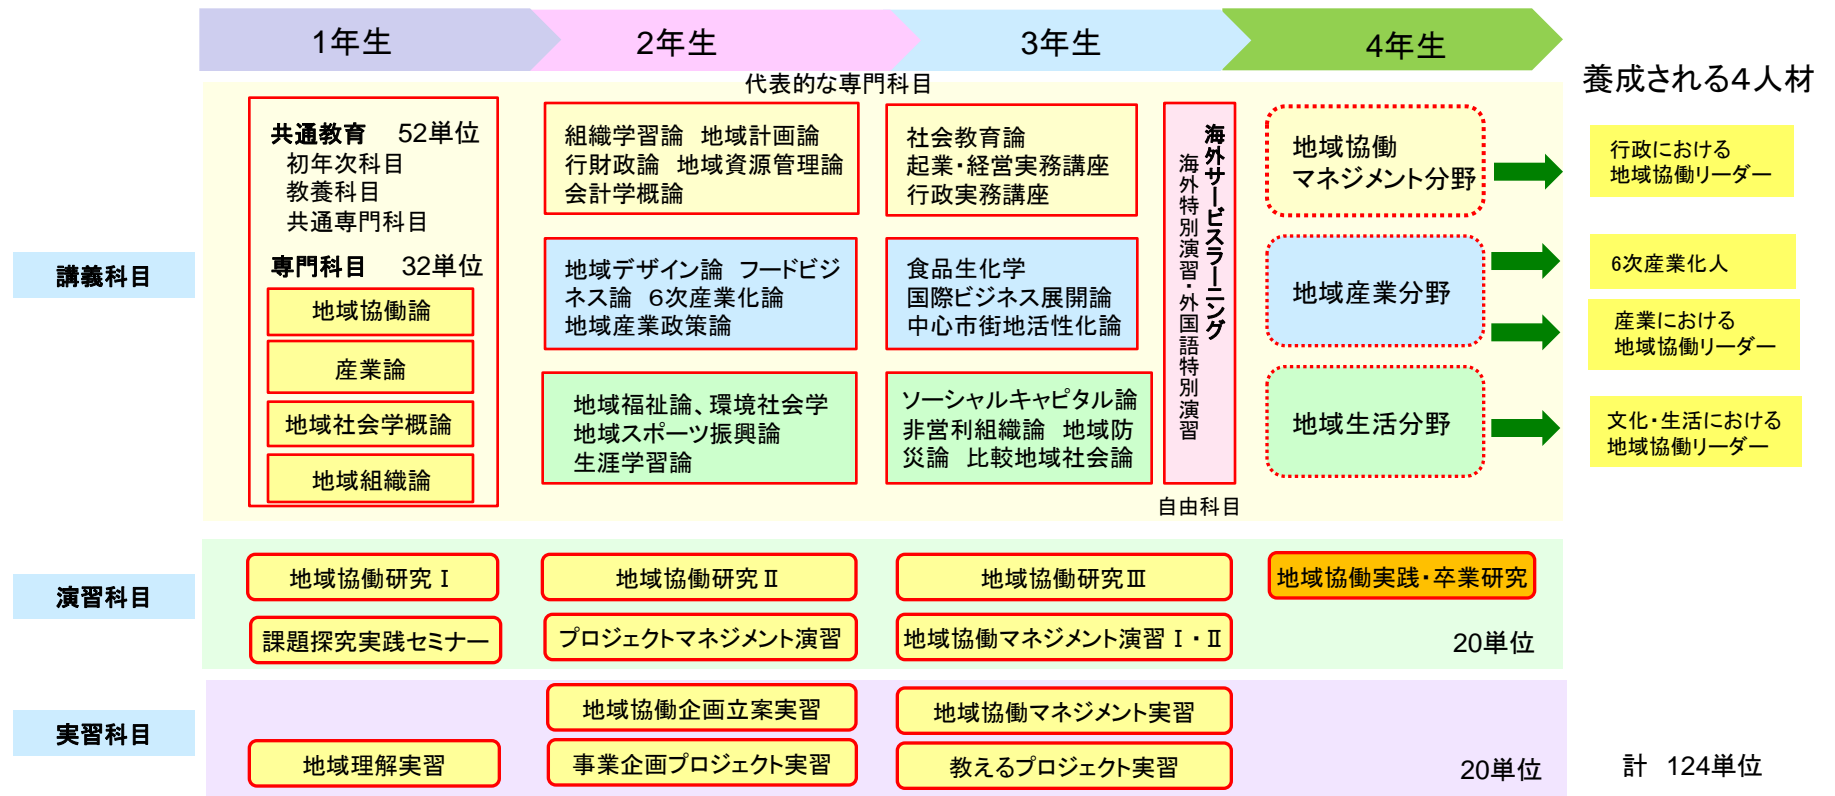 1年生
2年生
3年生
4年生
代表的な専門科目
養成される4人材
講義科目
共通教育 52単位
初年次科目
教養科目
共通専門科目
専門科目 32単位
地域協働論
産業論
地域社会学概論
地域組織論
組織学習論 地域計画論
行財政論 地域資源管理論
会計学概論
地域デザイン論 フードビジ
ネス論 6次産業化論
地域産業政策論
地域福祉論、環境社会学
地域スポーツ振興論
生涯学習論
社会教育論
起業・経営実務講座
行政実務講座
食品生化学
国際ビジネス展開論
中心市街地活性化論
ソーシャルキャピタル論
非営利組織論 地域防
災論 比較地域社会論
海外サービスラーニング
海外特別演習・外国語特別演習
自由科目
地域協働
マネジメント分野
地域産業分野
地域生活分野
行政における
地域協働リーダー
6次産業化人
産業における
地域協働リーダー
文化・生活における
地域協働リーダー
演習科目
地域協働研究Ⅰ
地域協働研究Ⅱ
地域協働研究Ⅲ
地域協働実践・卒業研究
課題探究実践セミナー
プロジェクトマネジメント演習
地域協働マネジメント演習Ⅰ・Ⅱ
20単位
実習科目
地域協働企画立案実習
地域協働マネジメント実習
地域理解実習
事業企画プロジェクト実習
教えるプロジェクト実習
20単位
計 124単位